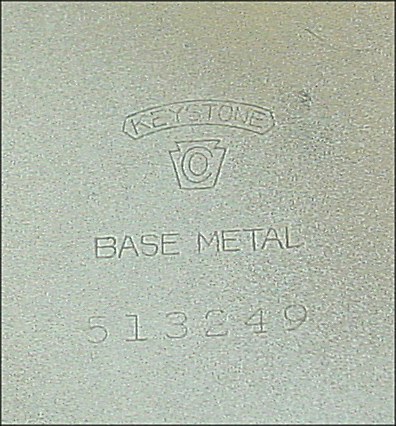 KEYSTONE
O
BASE METAL
513249